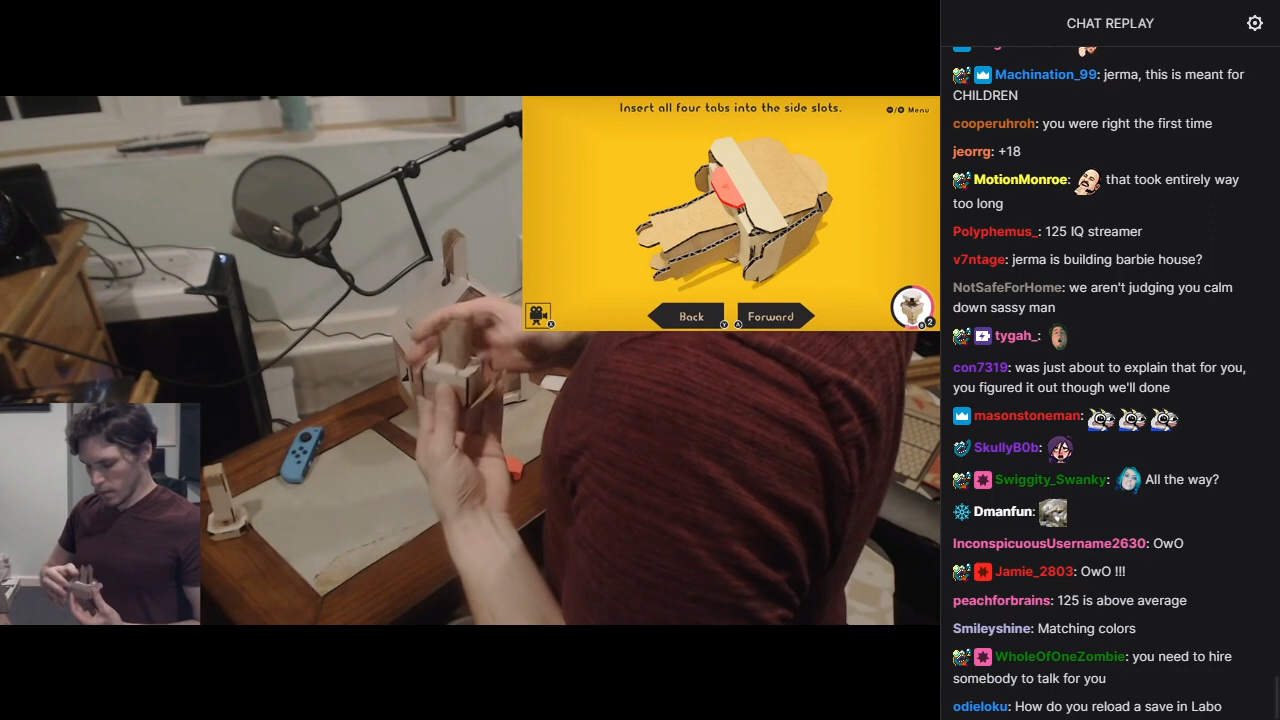 Insert all four tabs into the side slots.
Menu
Back
Y
A
Forward
X
2
CHAT REPLAY
Machination_99: jerma, this is meant for
CHILDREN
cooperuhroh: you were right the first time
jeorrg: +18
MotionMonroe: that took entirely way
too long
Polyphemus_: 125 IQ streamer
v7ntage: jerma is building barbie house?
NotSafeForHome: we aren't judging you calm
down sassy man
tygah_:
con7319: was just about to explain that for you,
you figured it out though we'll done
masonstoneman:
SkullyB0b:
Swiggity_Swanky: All the way?
Dmanfun:
InconspicuousUsername2630: OwO
Jamie_2803: OwO !!!
peachforbrains: 125 is above average
Smileyshine: Matching colors
WholeOfOneZombie: you need to hire
somebody to talk for you
odieloku: How do you reload a save in Labo